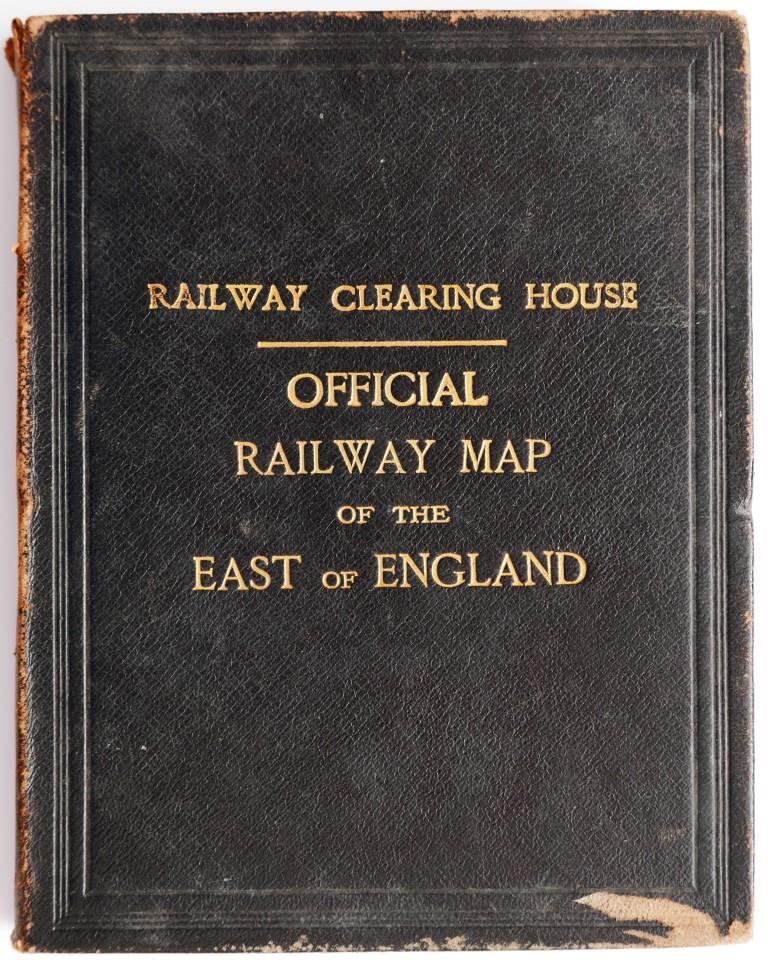 RAILWAY CLEARING HOUSE
OFFICIAL
RAILWAY MAP
OF THE
EAST OF ENGLAND